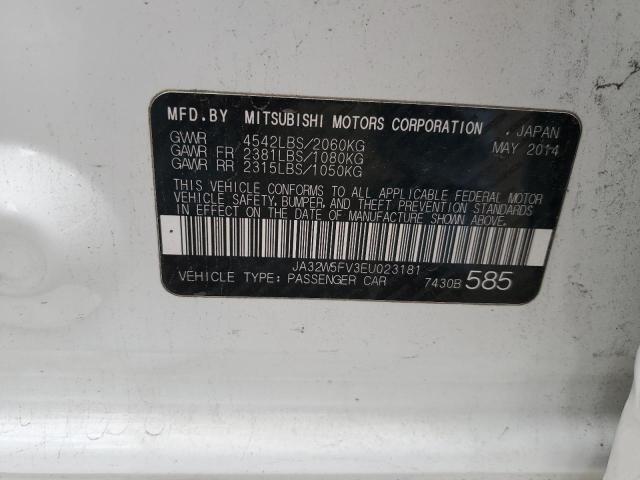 MFD.BY MITSUBISHI MOTORS CORPORATION . JAPAN
GVWR 4542LBS/2060KG MAY 2014
GAWR FR 2381LBS/1080KG
GAWR RR 2315LBS/1050KG
THIS VEHICLE CONFORMS TO ALL APPLICABLE FEDERAL MOTOR
VEHICLE SAFETY, BUMPER, AND THEFT PREVENTION STANDARDS
IN EFFECT ON THE DATE OF MANUFACTURE SHOWN ABOVE.
JA32W5FV3EU023181
VEHICLE TYPE: PASSENGER CAR 7430B 585